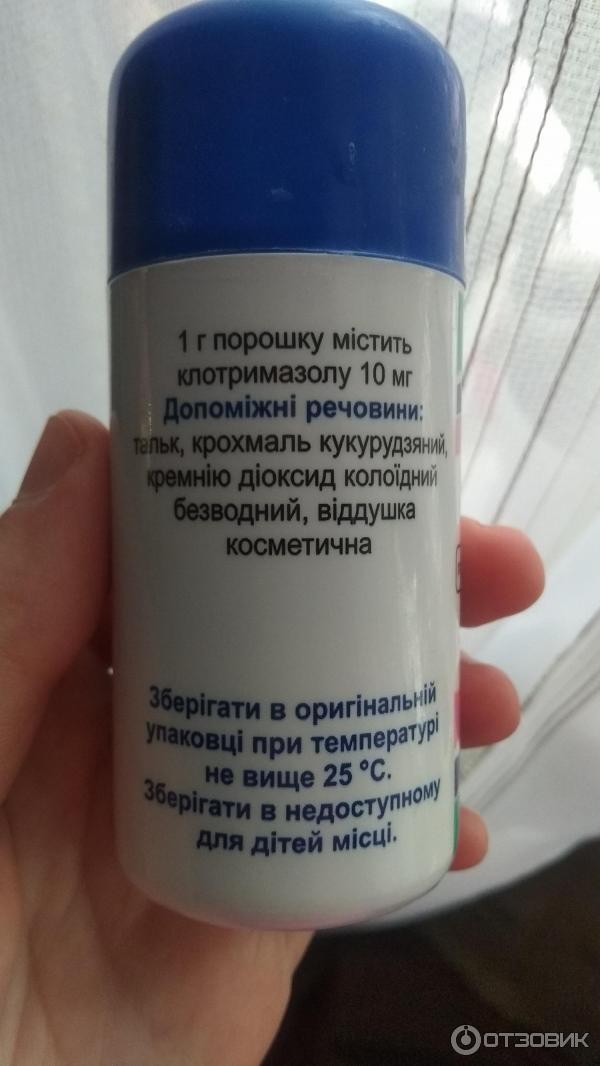 1 г порошку містить
клотримазолу 10 мг
Допоміжні речовини:
тальк, крохмаль кукурудзяний,
кремнію діоксид колоїдний
безводний, віддушка
косметична
Зберігати в оригінальній
упаковці при температурі
не вище 25 °С.
Зберігати в недоступному
для дітей місці.
ОТЗОВИК